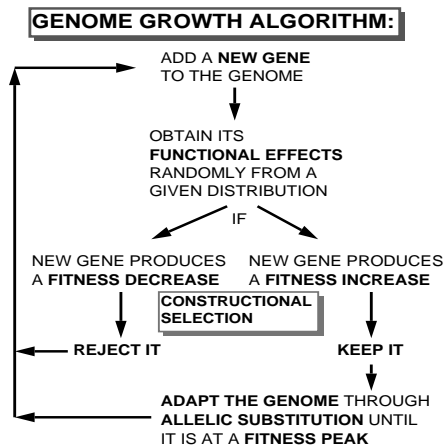 GENOME GROWTH ALGORITHM:
ADD A NEW GENE
TO THE GENOME
OBTAIN ITS
FUNCTIONAL EFFECTS
RANDOMLY FROM A
GIVEN DISTRIBUTION
IF
NEW GENE PRODUCES
A FITNESS DECREASE
NEW GENE PRODUCES
A FITNESS INCREASE
CONSTRUCTIONAL
SELECTION
REJECT IT
KEEP IT
ADAPT THE GENOME THROUGH
ALLELIC SUBSTITUTION UNTIL
IT IS AT A FITNESS PEAK